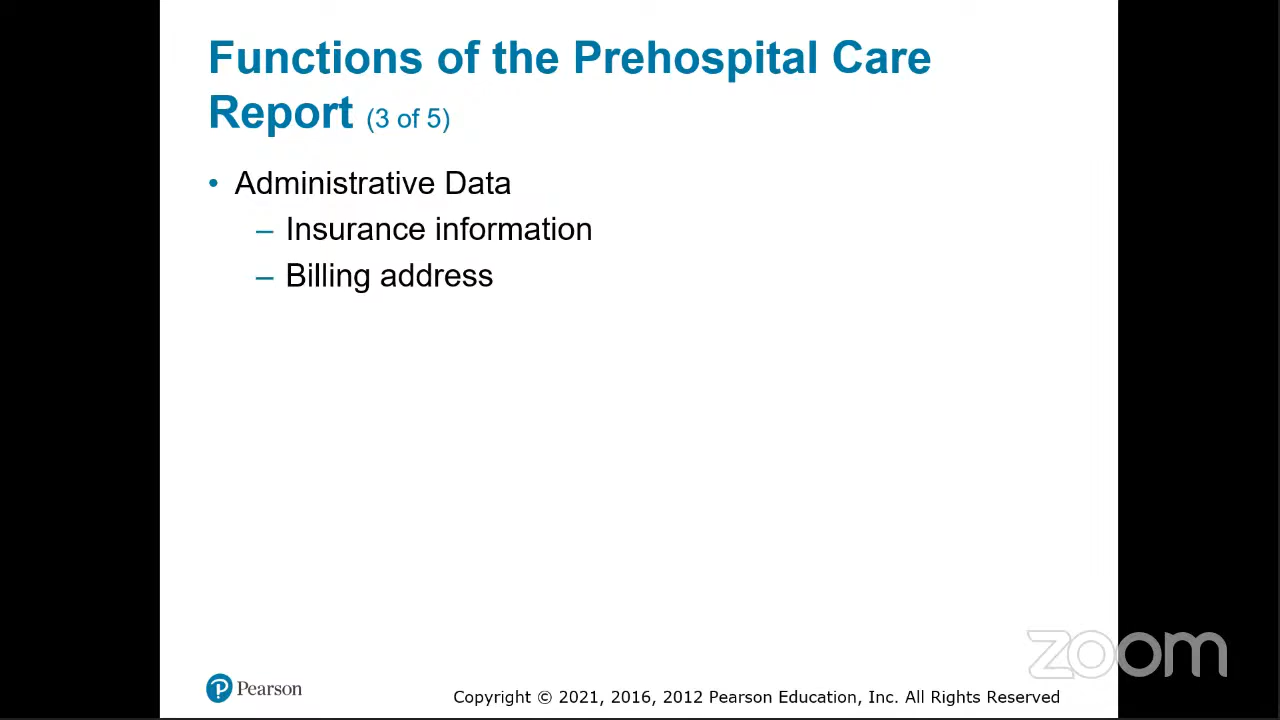 Functions of the Prehospital Care
Report (3 of 5)
• Administrative Data
– Insurance information
– Billing address
zoom
Pearson
Copyright © 2021, 2016, 2012 Pearson Education, Inc. All Rights Reserved